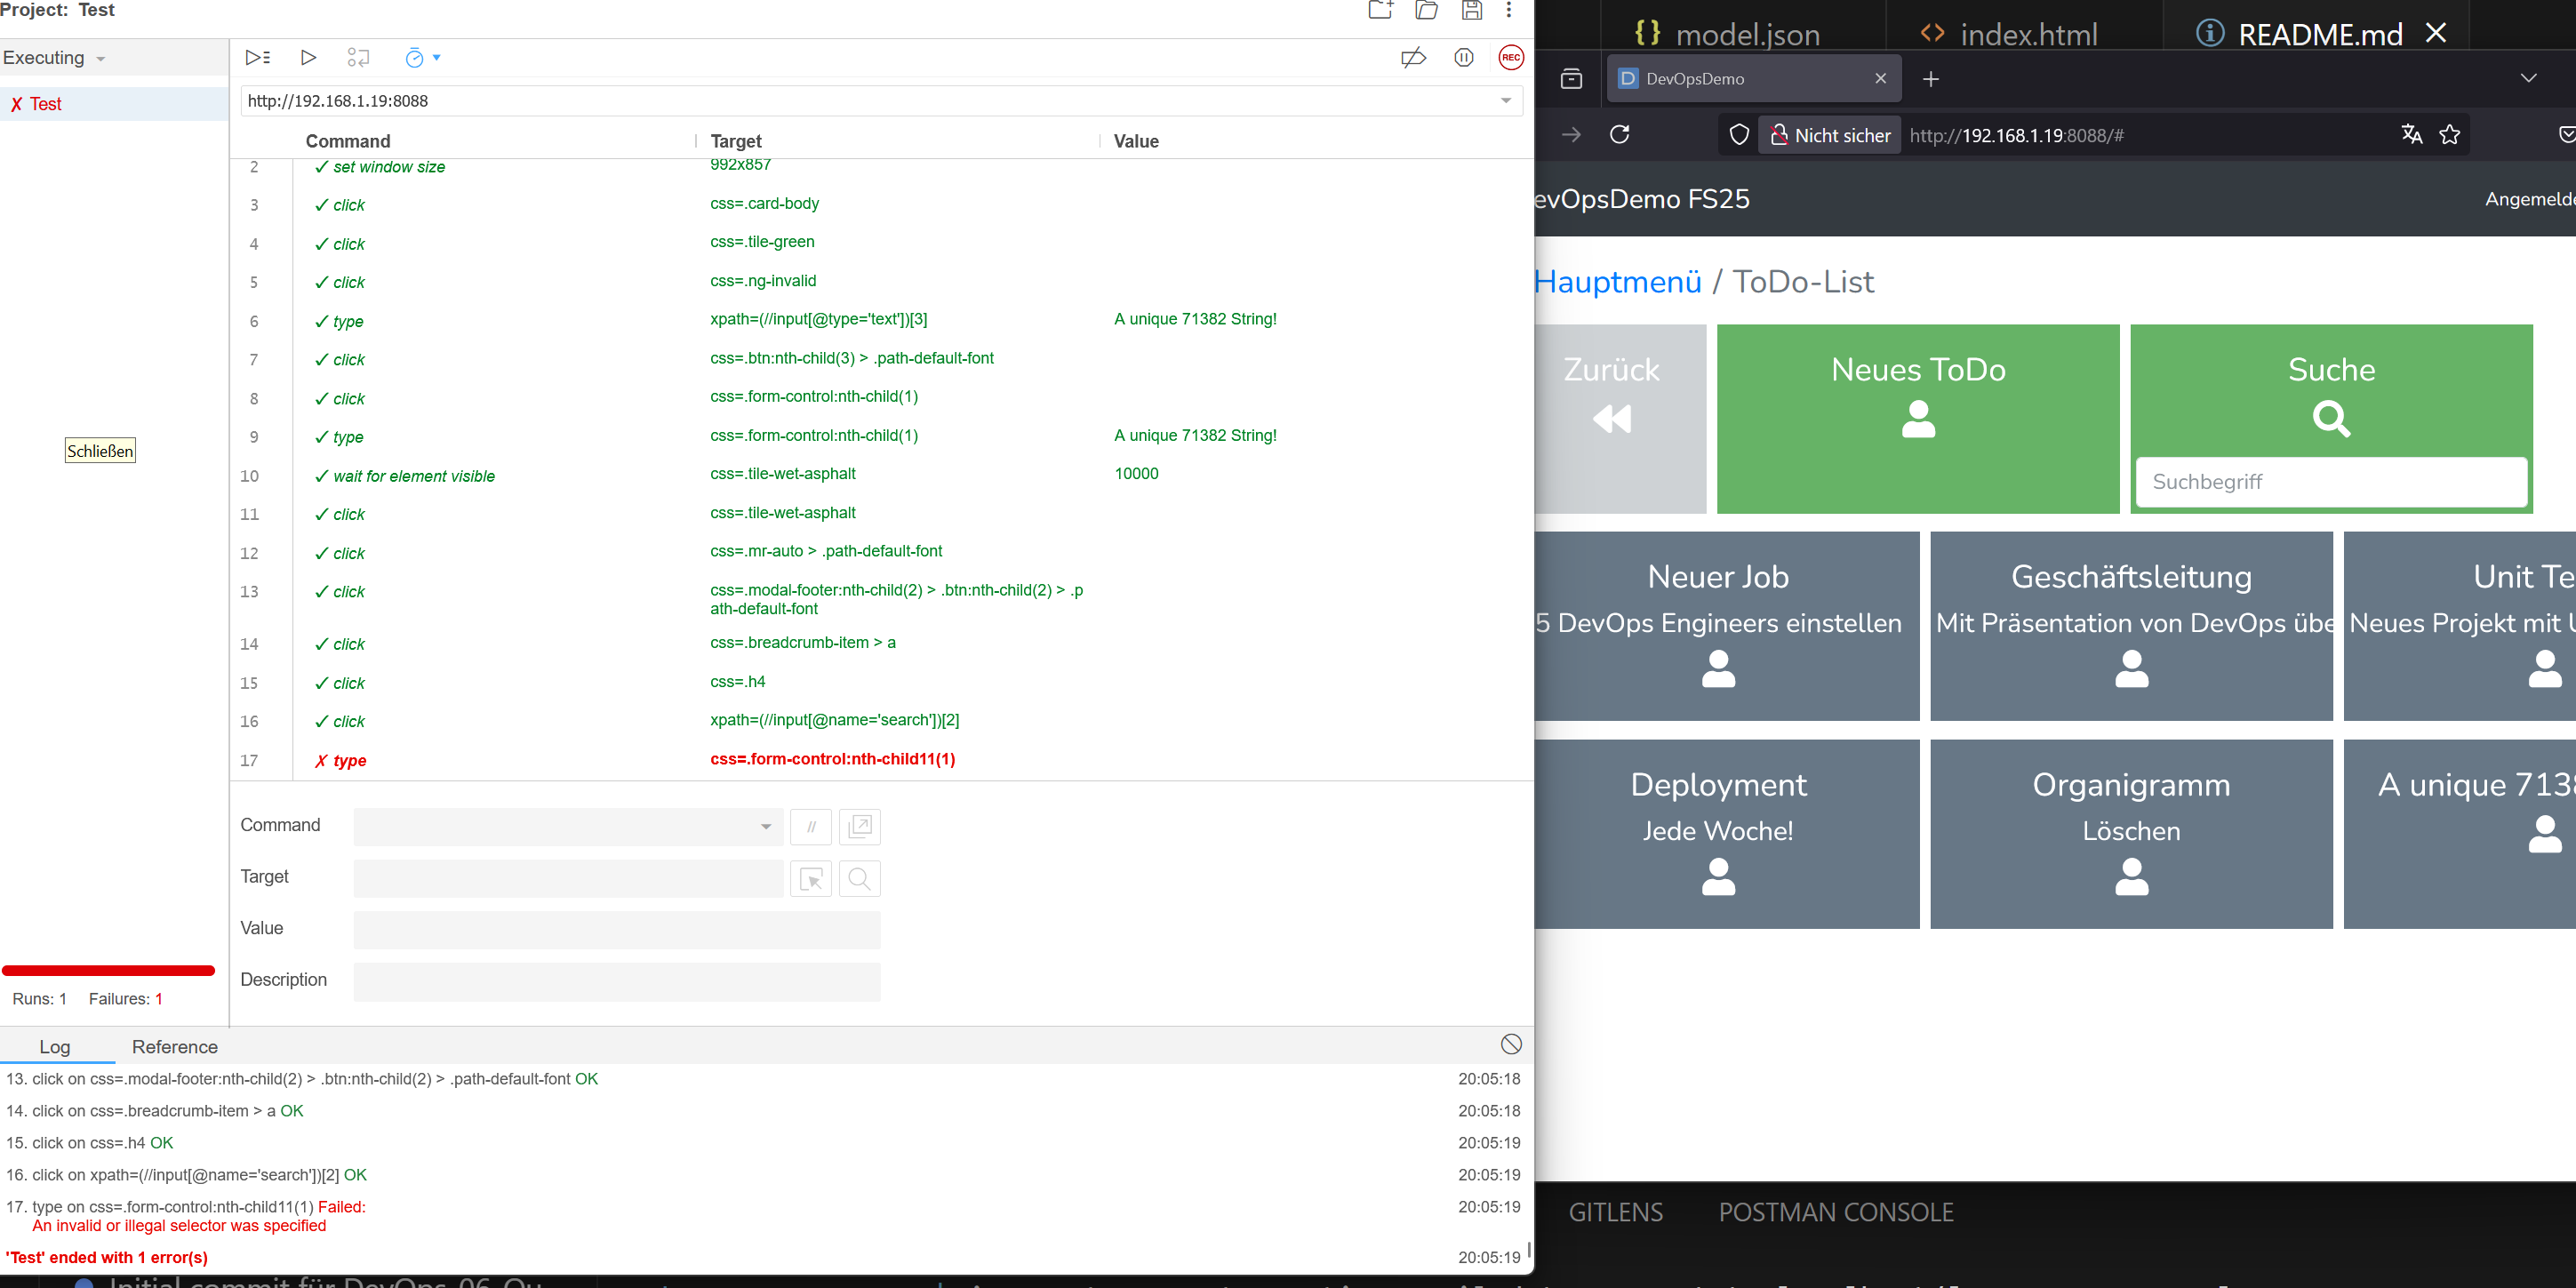 Project: Test
Executing
✗ Test
http://192.168.1.19:8088
Command Target Value
2 ✓ set window size 992x857
3 ✓ click css=.card-body
4 ✓ click css=.tile-green
5 ✓ click css=.ng-invalid
6 ✓ type xpath=(//input[@type='text'])[3] A unique 71382 String!
7 ✓ click css=.btn:nth-child(3) > .path-default-font
8 ✓ click css=.form-control:nth-child(1)
9 ✓ type css=.form-control:nth-child(1) A unique 71382 String!
10 ✓ wait for element visible css=.tile-wet-asphalt 10000
11 ✓ click css=.tile-wet-asphalt
12 ✓ click css=.mr-auto > .path-default-font
13 ✓ click css=.modal-footer:nth-child(2) > .btn:nth-child(2) > .p
ath-default-font
14 ✓ click css=.breadcrumb-item > a
15 ✓ click css=.h4
16 ✓ click xpath=(//input[@name='search'])[2]
17 ✗ type css=.form-control:nth-child11(1)
REC
Schließen
Command //
Target
Value
Description
Runs: 1 Failures: 1
Log Reference
13. click on css=.modal-footer:nth-child(2) > .btn:nth-child(2) > .path-default-font OK 20:05:18
14. click on css=.breadcrumb-item > a OK 20:05:18
15. click on css=.h4 OK 20:05:19
16. click on xpath=(//input[@name='search'])[2] OK 20:05:19
17. type on css=.form-control:nth-child11(1) Failed: 20:05:19
An invalid or illegal selector was specified
'Test' ended with 1 error(s) 20:05:19
{} model.json <> index.html README.md
D DevOpsDemo
Nicht sicher http://192.168.1.19:8088/#
evOpsDemo FS25 Angemelde
Hauptmenü / ToDo-List
Zurück
Neues ToDo
Suche
Suchbegriff
Neuer Job
5 DevOps Engineers einstellen
Geschäftsleitung
Mit Präsentation von DevOps übe
Unit Te
Neues Projekt mit U
Deployment
Jede Woche!
Organigramm
Löschen
A unique 713
GITLENS POSTMAN CONSOLE